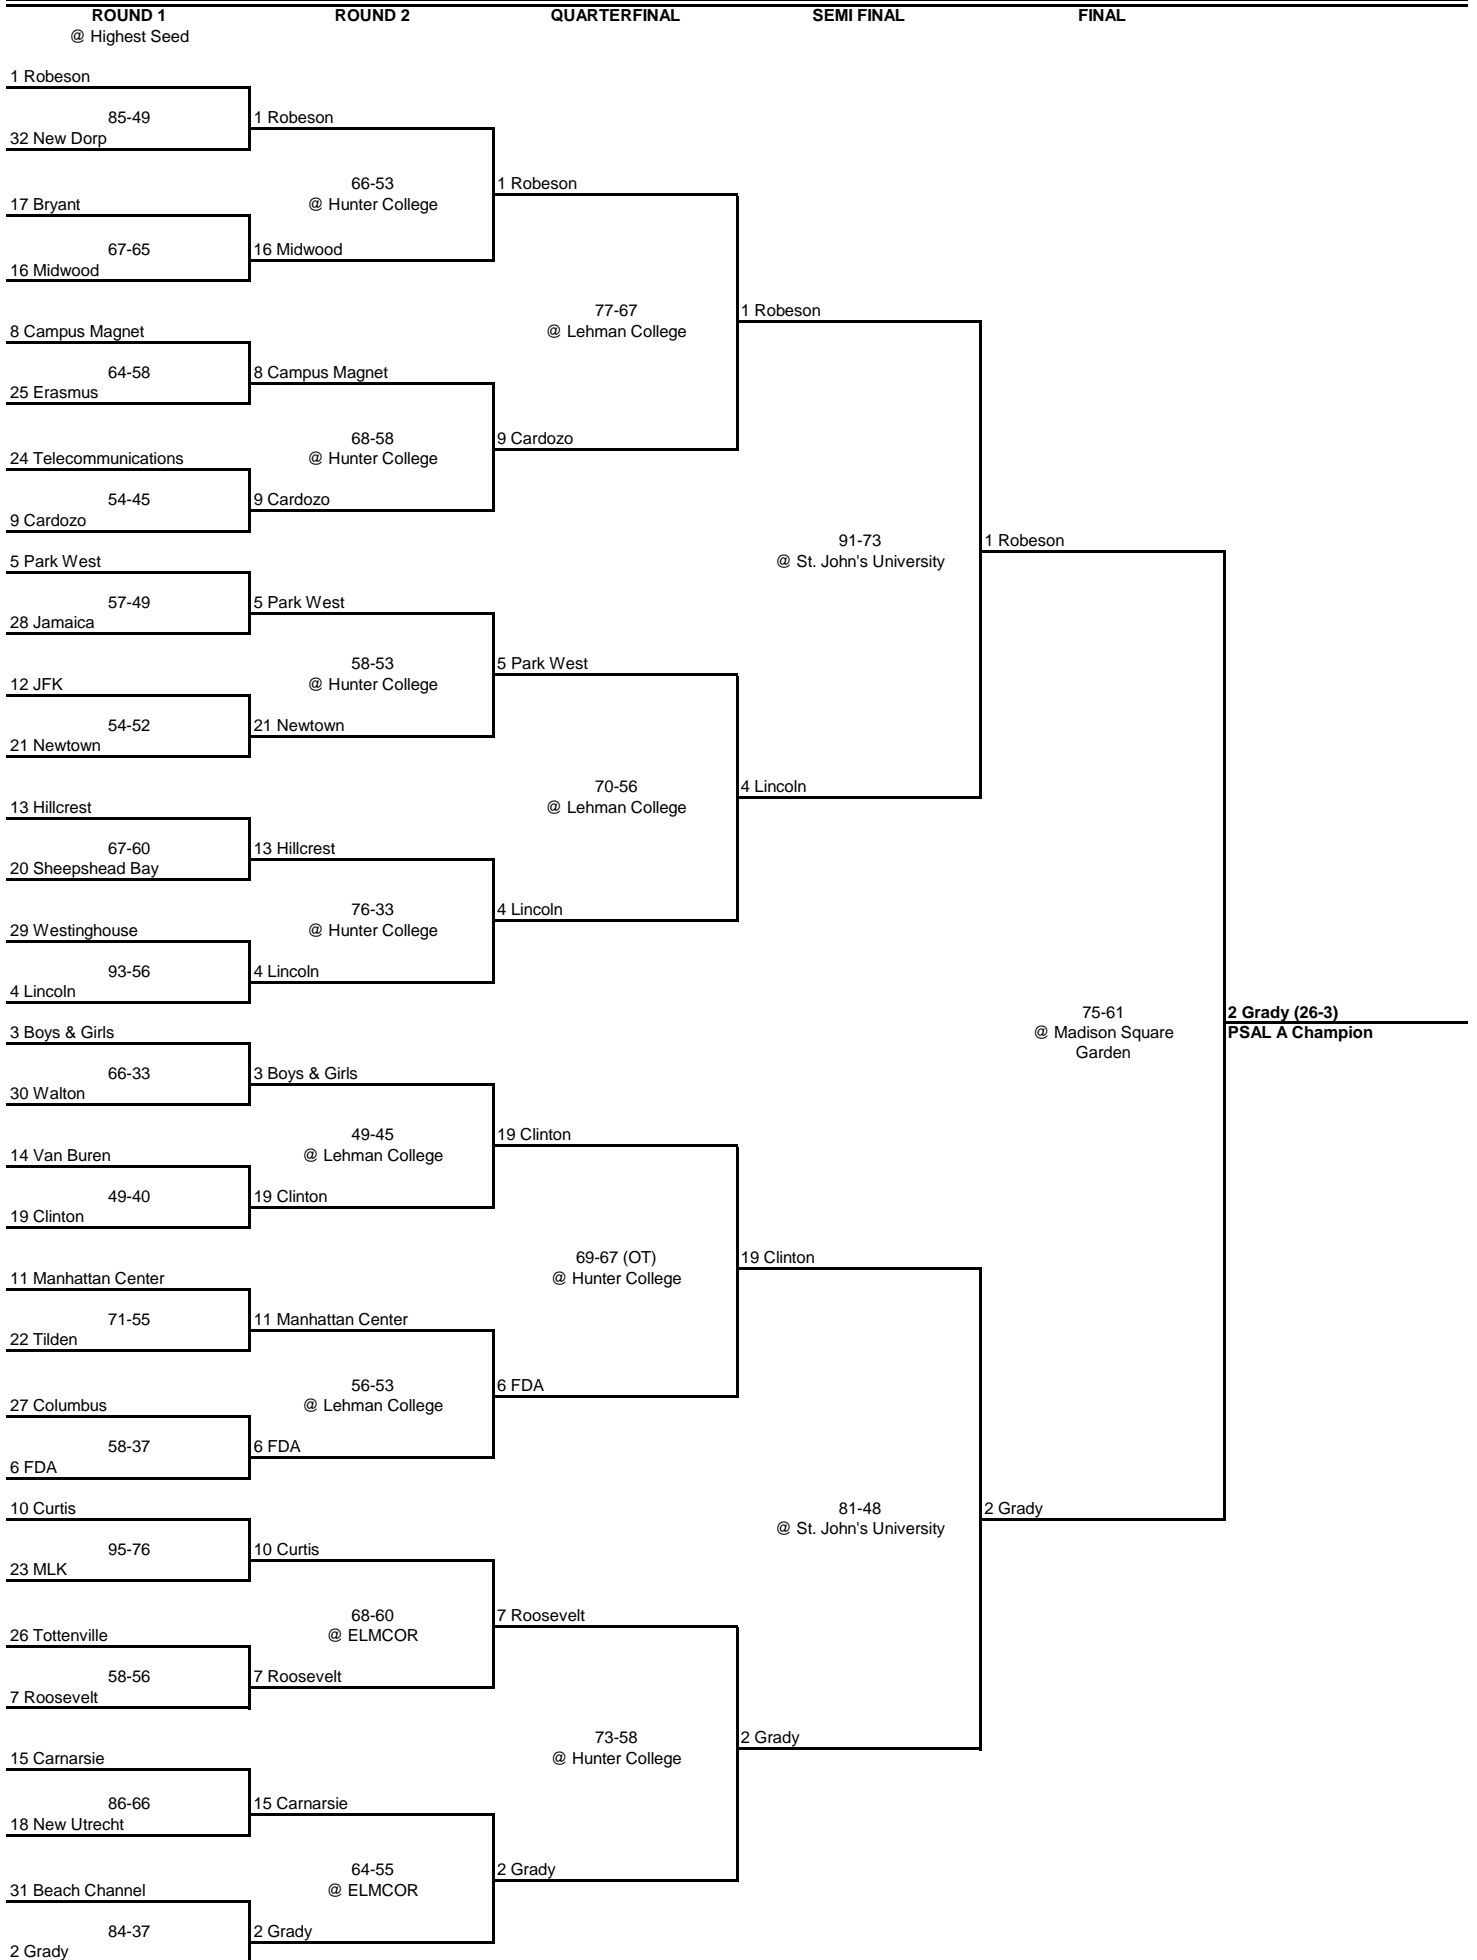 ROUND 1 ROUND 2 QUARTERFINAL SEMI FINAL FINAL
@ Highest Seed
1 Robeson
85-49 1 Robeson
32 New Dorp
66-53 1 Robeson
17 Bryant @ Hunter College
67-65 16 Midwood
16 Midwood
77-67 1 Robeson
8 Campus Magnet @ Lehman College
64-58 8 Campus Magnet
25 Erasmus
68-58 9 Cardozo
24 Telecommunications @ Hunter College
54-45 9 Cardozo
9 Cardozo
91-73 1 Robeson
5 Park West @ St. John's University
57-49 5 Park West
28 Jamaica
58-53 5 Park West
12 JFK @ Hunter College
54-52 21 Newtown
21 Newtown
70-56 4 Lincoln
13 Hillcrest @ Lehman College
67-60 13 Hillcrest
20 Sheepshead Bay
76-33 4 Lincoln
29 Westinghouse @ Hunter College
93-56 4 Lincoln
4 Lincoln
75-61 2 Grady (26-3)
3 Boys & Girls @ Madison Square PSAL A Champion
Garden
66-33 3 Boys & Girls
30 Walton
49-45 19 Clinton
14 Van Buren @ Lehman College
49-40 19 Clinton
19 Clinton
69-67 (OT) 19 Clinton
11 Manhattan Center @ Hunter College
71-55 11 Manhattan Center
22 Tilden
56-53 6 FDA
27 Columbus @ Lehman College
58-37 6 FDA
6 FDA
10 Curtis 81-48 2 Grady
@ St. John's University
95-76 10 Curtis
23 MLK
68-60 7 Roosevelt
26 Tottenville @ ELMCOR
58-56 7 Roosevelt
7 Roosevelt
73-58 2 Grady
15 Carnarsie @ Hunter College
86-66 15 Carnarsie
18 New Utrecht
64-55 2 Grady
31 Beach Channel @ ELMCOR
84-37 2 Grady
2 Grady